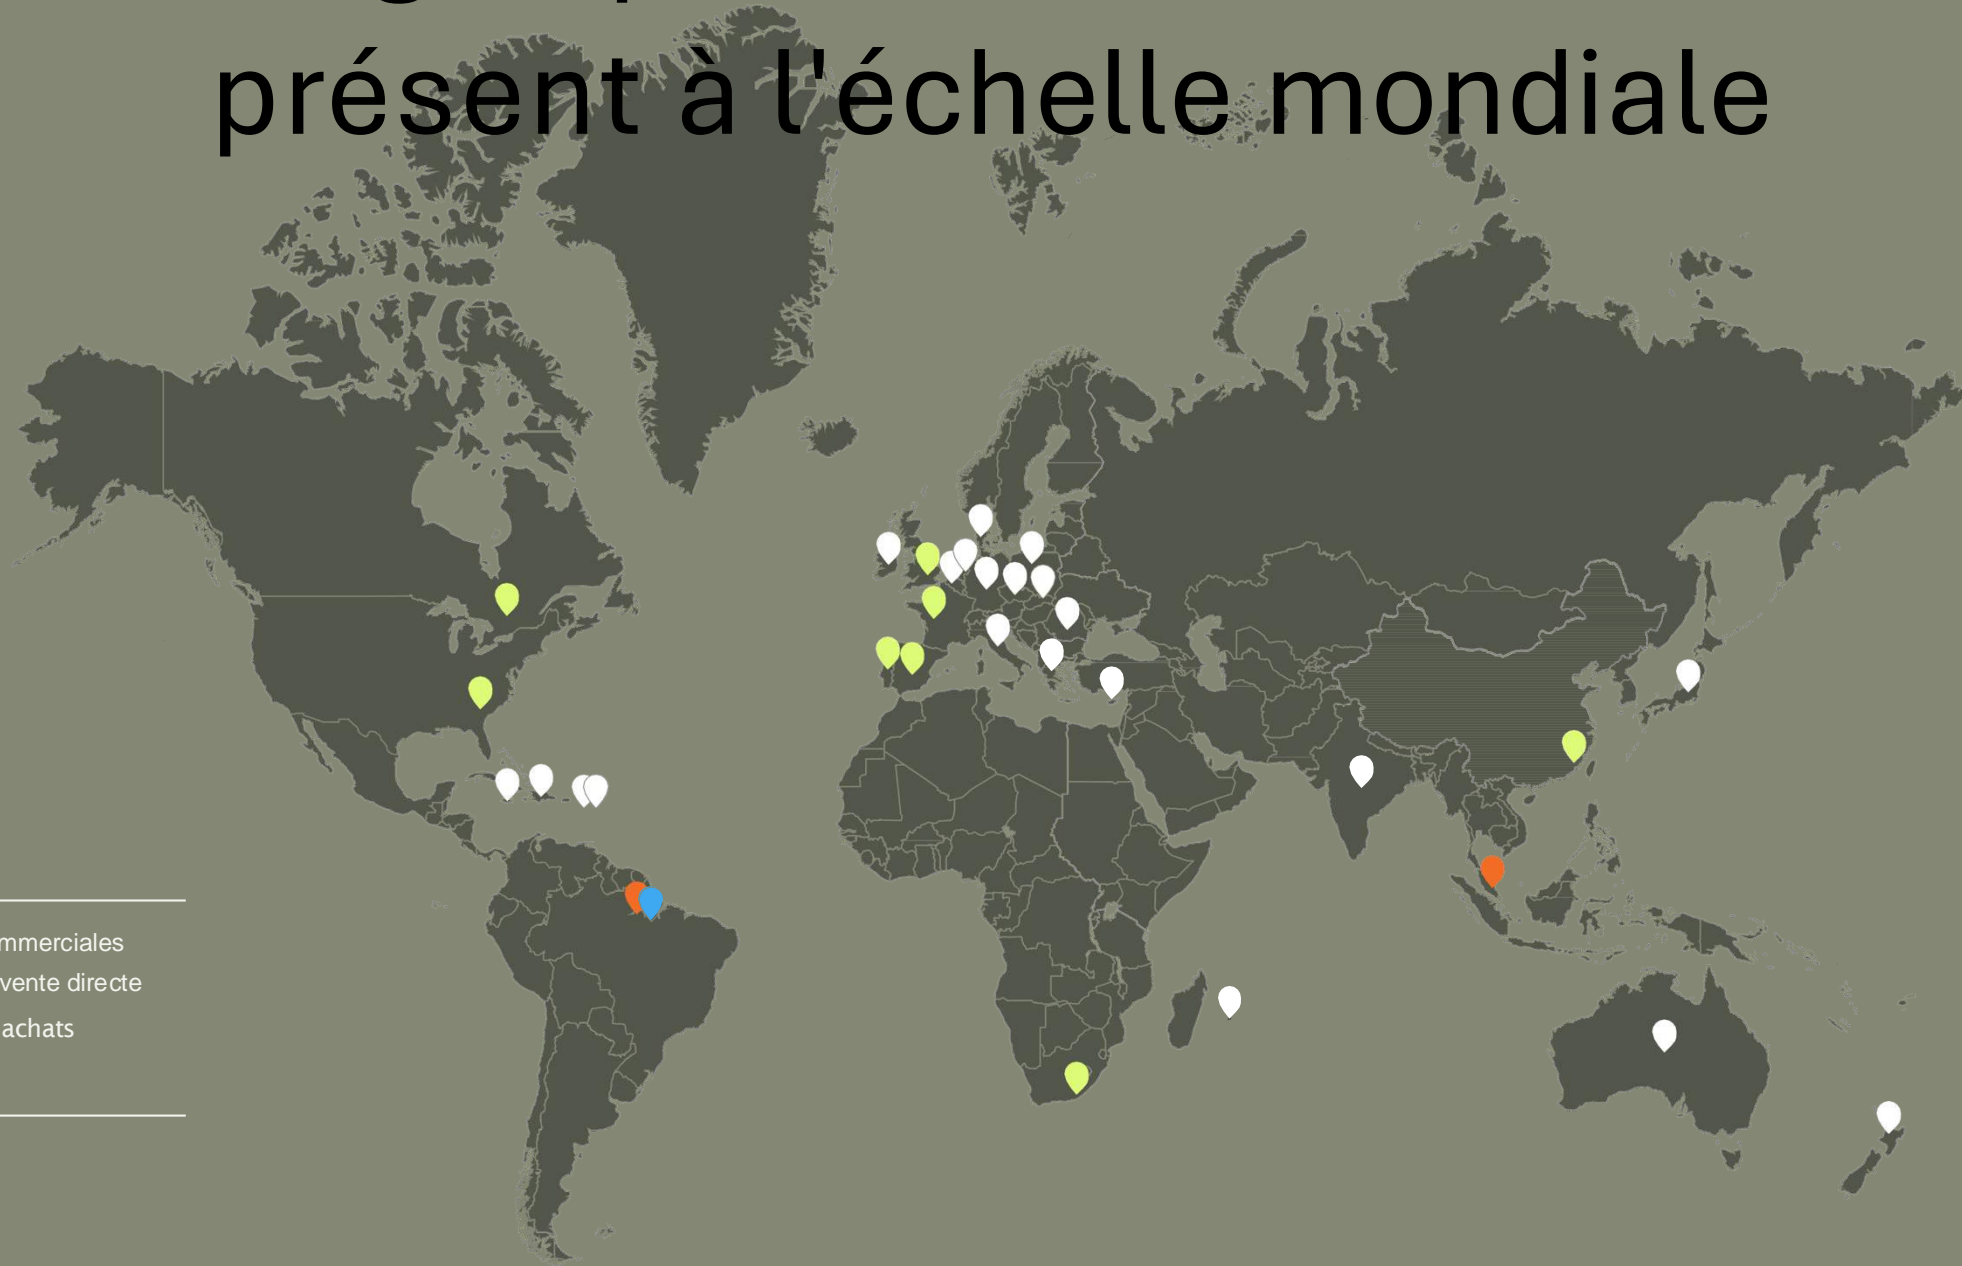 présent à l'échelle mondiale
mmerciales
vente directe
achats